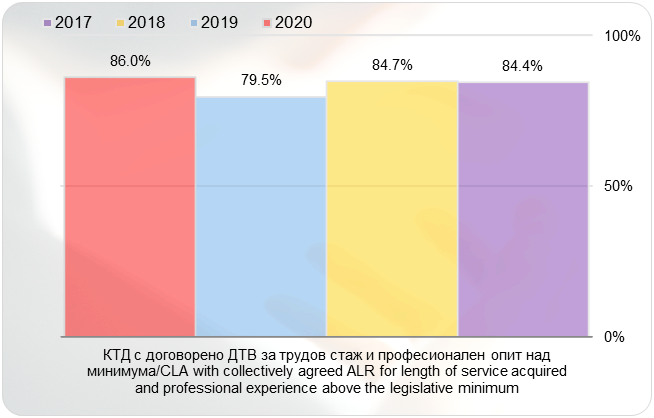 2017 2018 2019 2020
100%
86.0% 79.5% 84.7% 84.4%
50%
0%
КТД с договорено ДТВ за трудов стаж и професионален опит над
минимума/CLA with collectively agreed ALR for length of service acquired
and professional experience above the legislative minimum